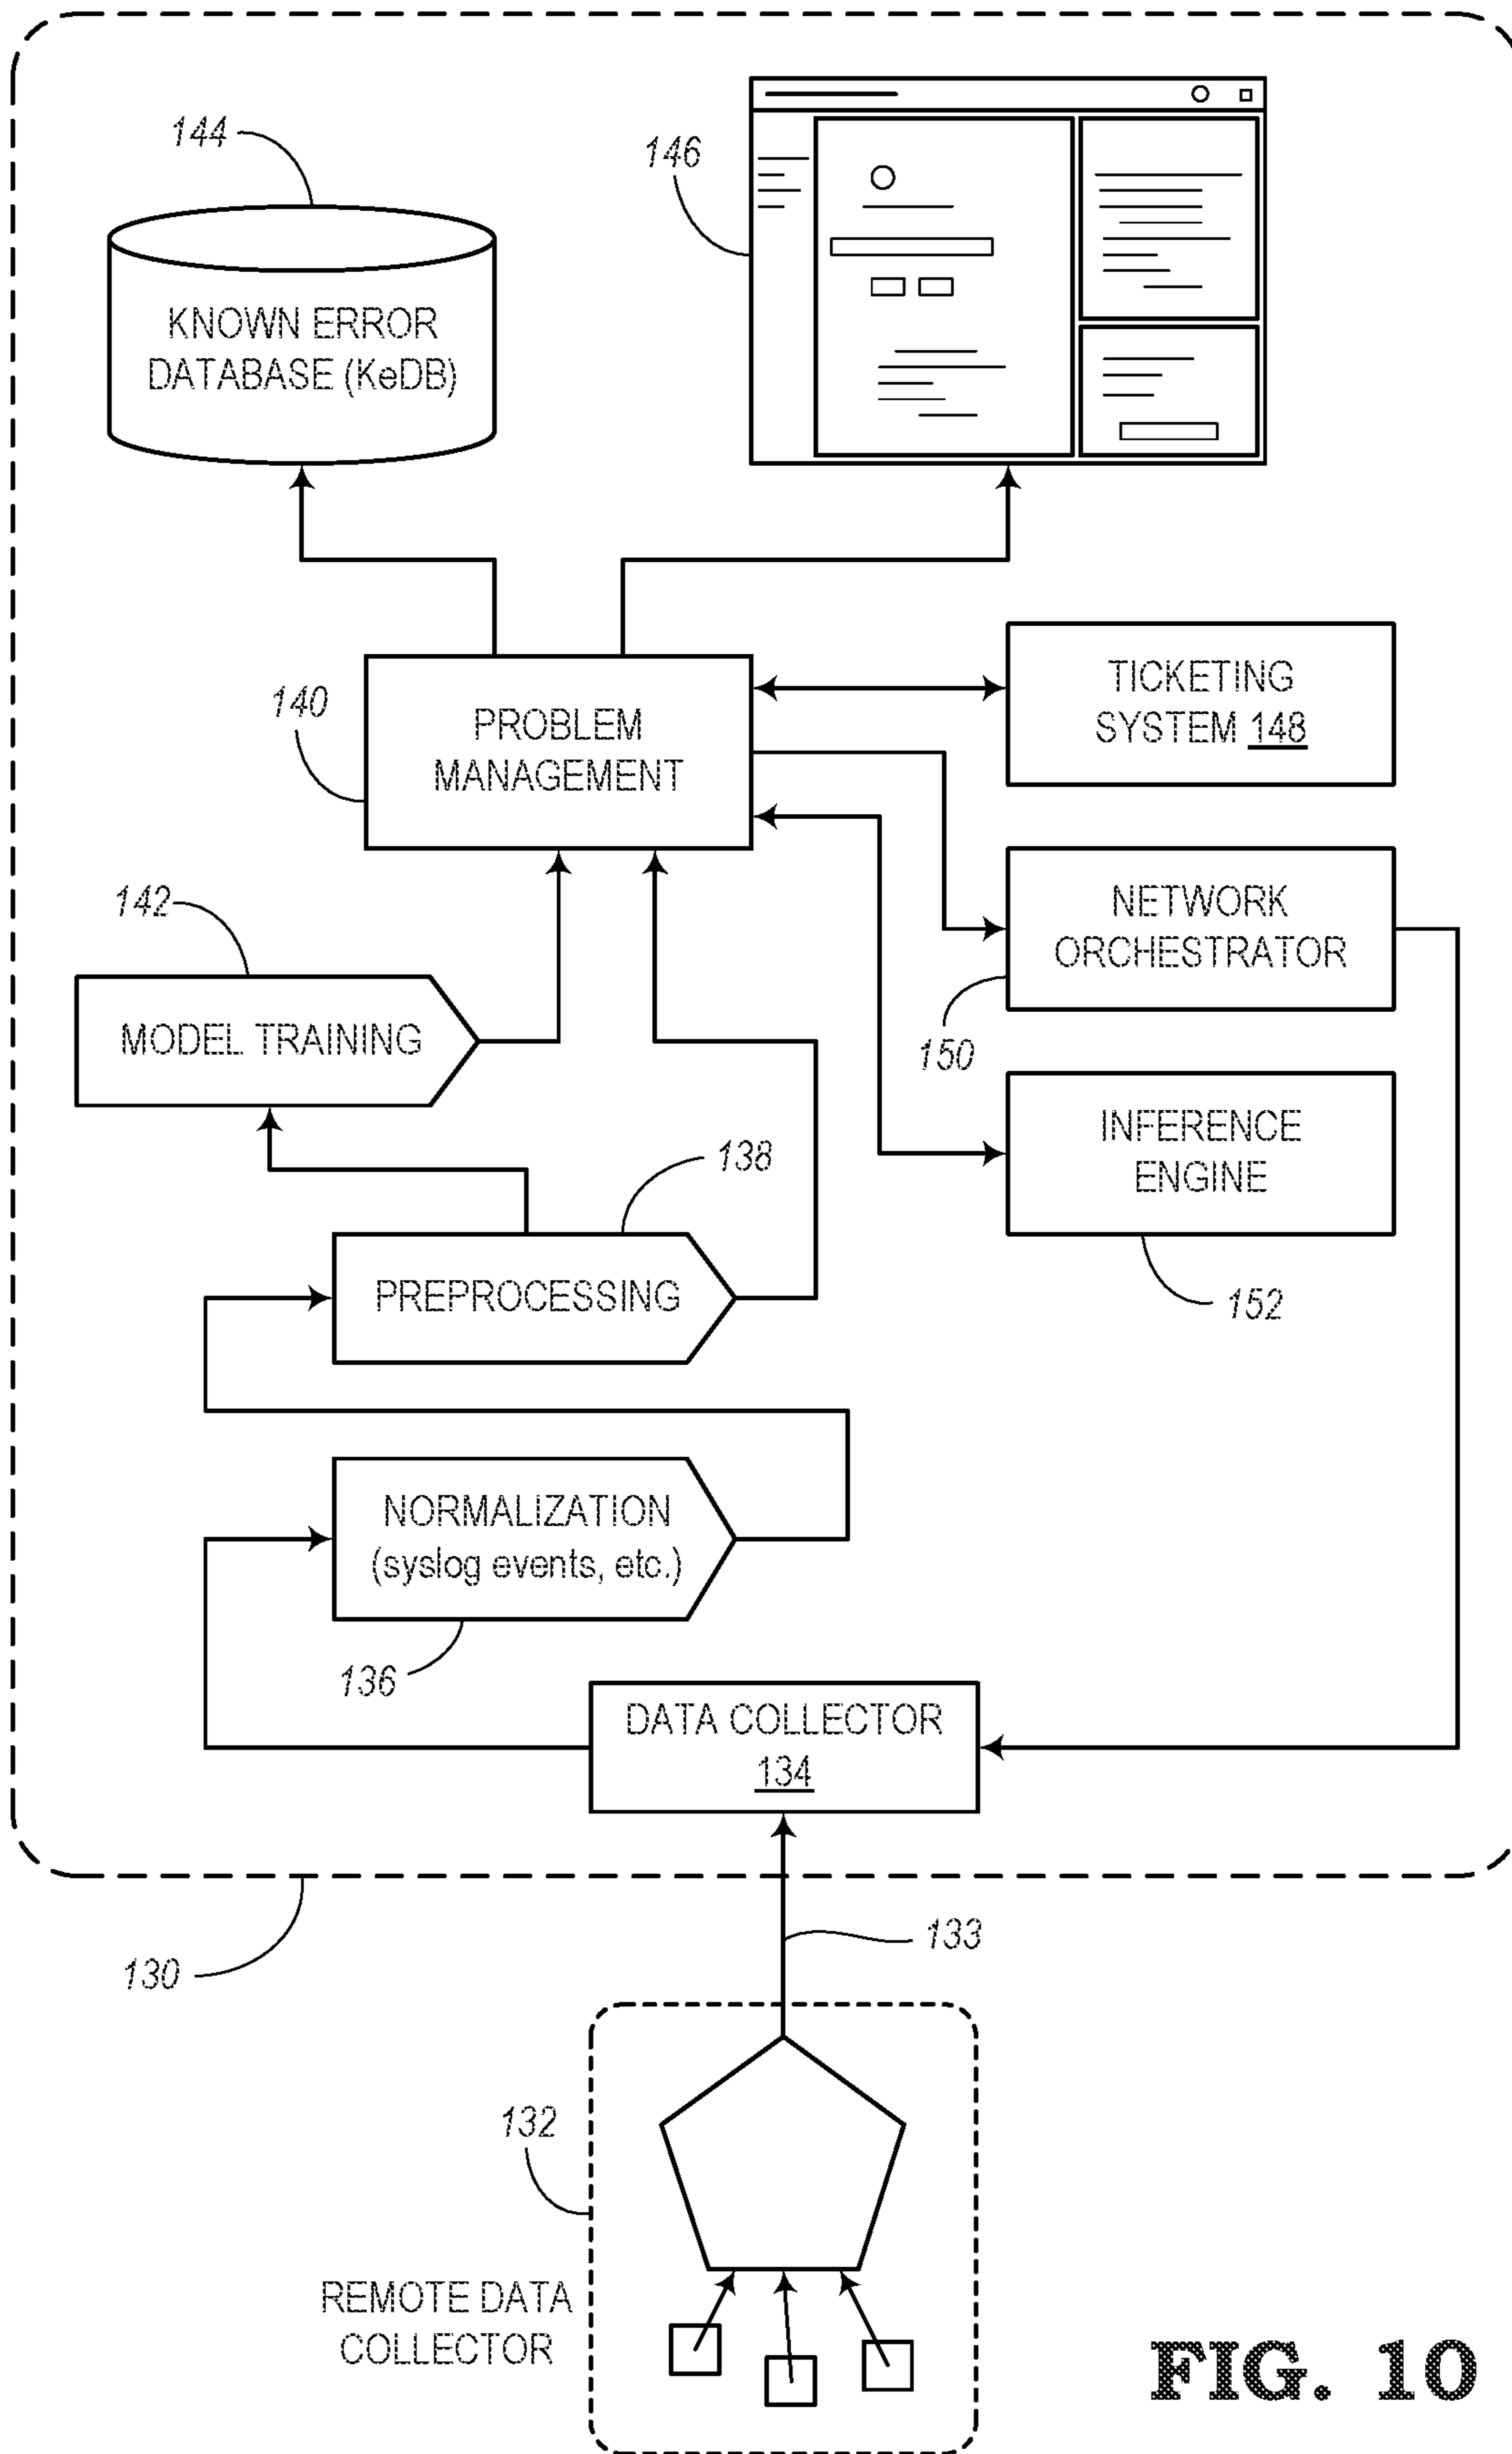 144
146
KNOWN ERROR
DATABASE (KeDB)
140
PROBLEM
MANAGEMENT
TICKETING
SYSTEM 148
142
MODEL TRAINING
NETWORK
ORCHESTRATOR
150
INFERENCE
ENGINE
152
138
PREPROCESSING
NORMALIZATION
(syslog events, etc.)
136
DATA COLLECTOR
134
130
133
132
REMOTE DATA
COLLECTOR
FIG. 10